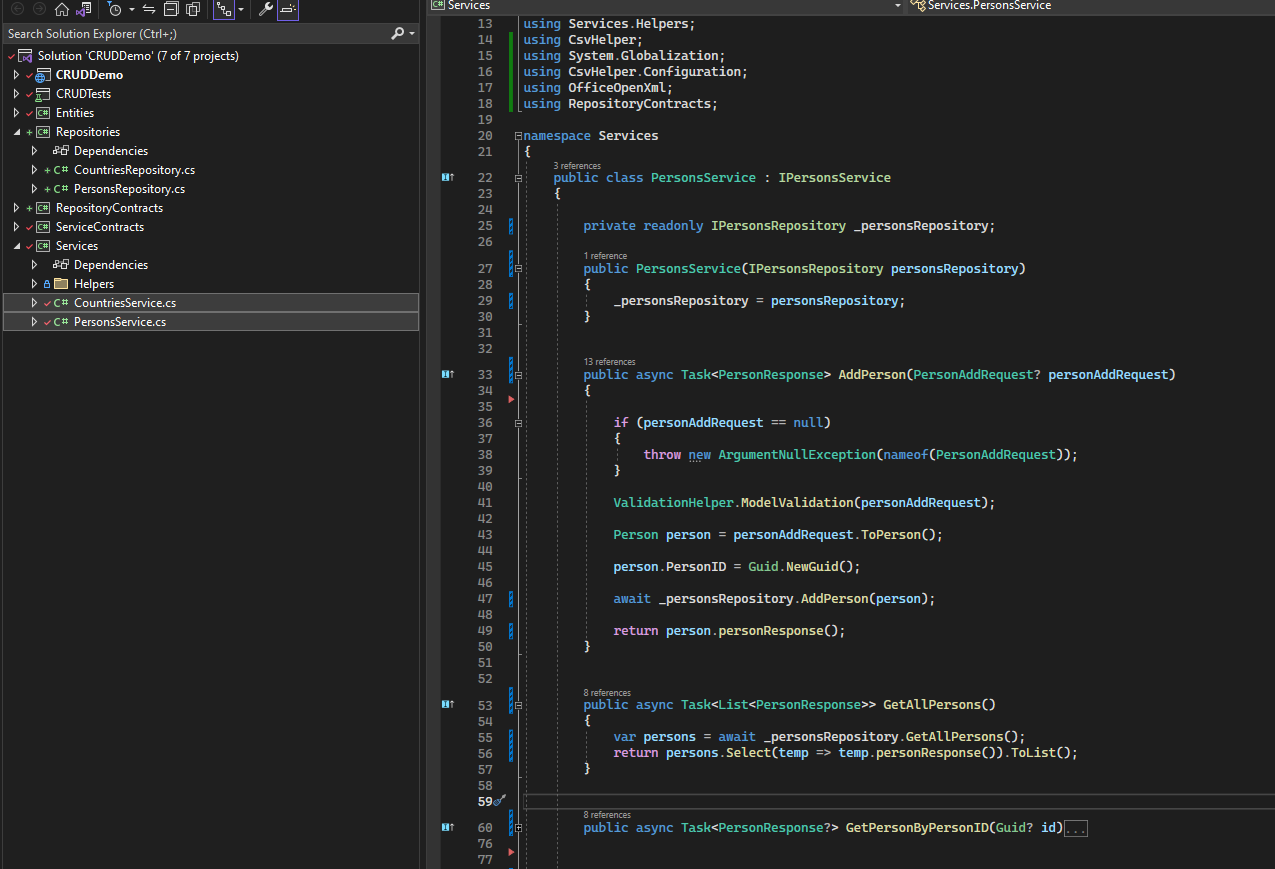 Search Solution Explorer (Ctrl+;)
Solution 'CRUDDemo' (7 of 7 projects)
CRUDDemo
CRUDTests
C# Entities
C# Repositories
Dependencies
C# CountriesRepository.cs
C# PersonsRepository.cs
C# RepositoryContracts
C# ServiceContracts
C# Services
Dependencies
Helpers
C# CountriesService.cs
C# PersonsService.cs
C# Services
Services.PersonsService
13 using Services.Helpers;
14 using CsvHelper;
15 using System.Globalization;
16 using CsvHelper.Configuration;
17 using OfficeOpenXml;
18 using RepositoryContracts;
19
20 namespace Services
21 {
3 references
22 public class PersonsService : IPersonsService
23 {
24
25 private readonly IPersonsRepository _personsRepository;
26
1 reference
27 public PersonsService(IPersonsRepository personsRepository)
28 {
29 _personsRepository = personsRepository;
30 }
31
32
13 references
33 public async Task<PersonResponse> AddPerson(PersonAddRequest? personAddRequest)
34 {
35
36 if (personAddRequest == null)
37 {
38 throw new ArgumentNullException(nameof(PersonAddRequest));
39 }
40
41 ValidationHelper.ModelValidation(personAddRequest);
42
43 Person person = personAddRequest.ToPerson();
44
45 person.PersonID = Guid.NewGuid();
46
47 await _personsRepository.AddPerson(person);
48
49 return person.personResponse();
50 }
51
52
8 references
53 public async Task<List<PersonResponse>> GetAllPersons()
54 {
55 var persons = await _personsRepository.GetAllPersons();
56 return persons.Select(temp => temp.personResponse()).ToList();
57 }
58
59
8 references
60 public async Task<PersonResponse?> GetPersonByPersonID(Guid? id)...
76
77